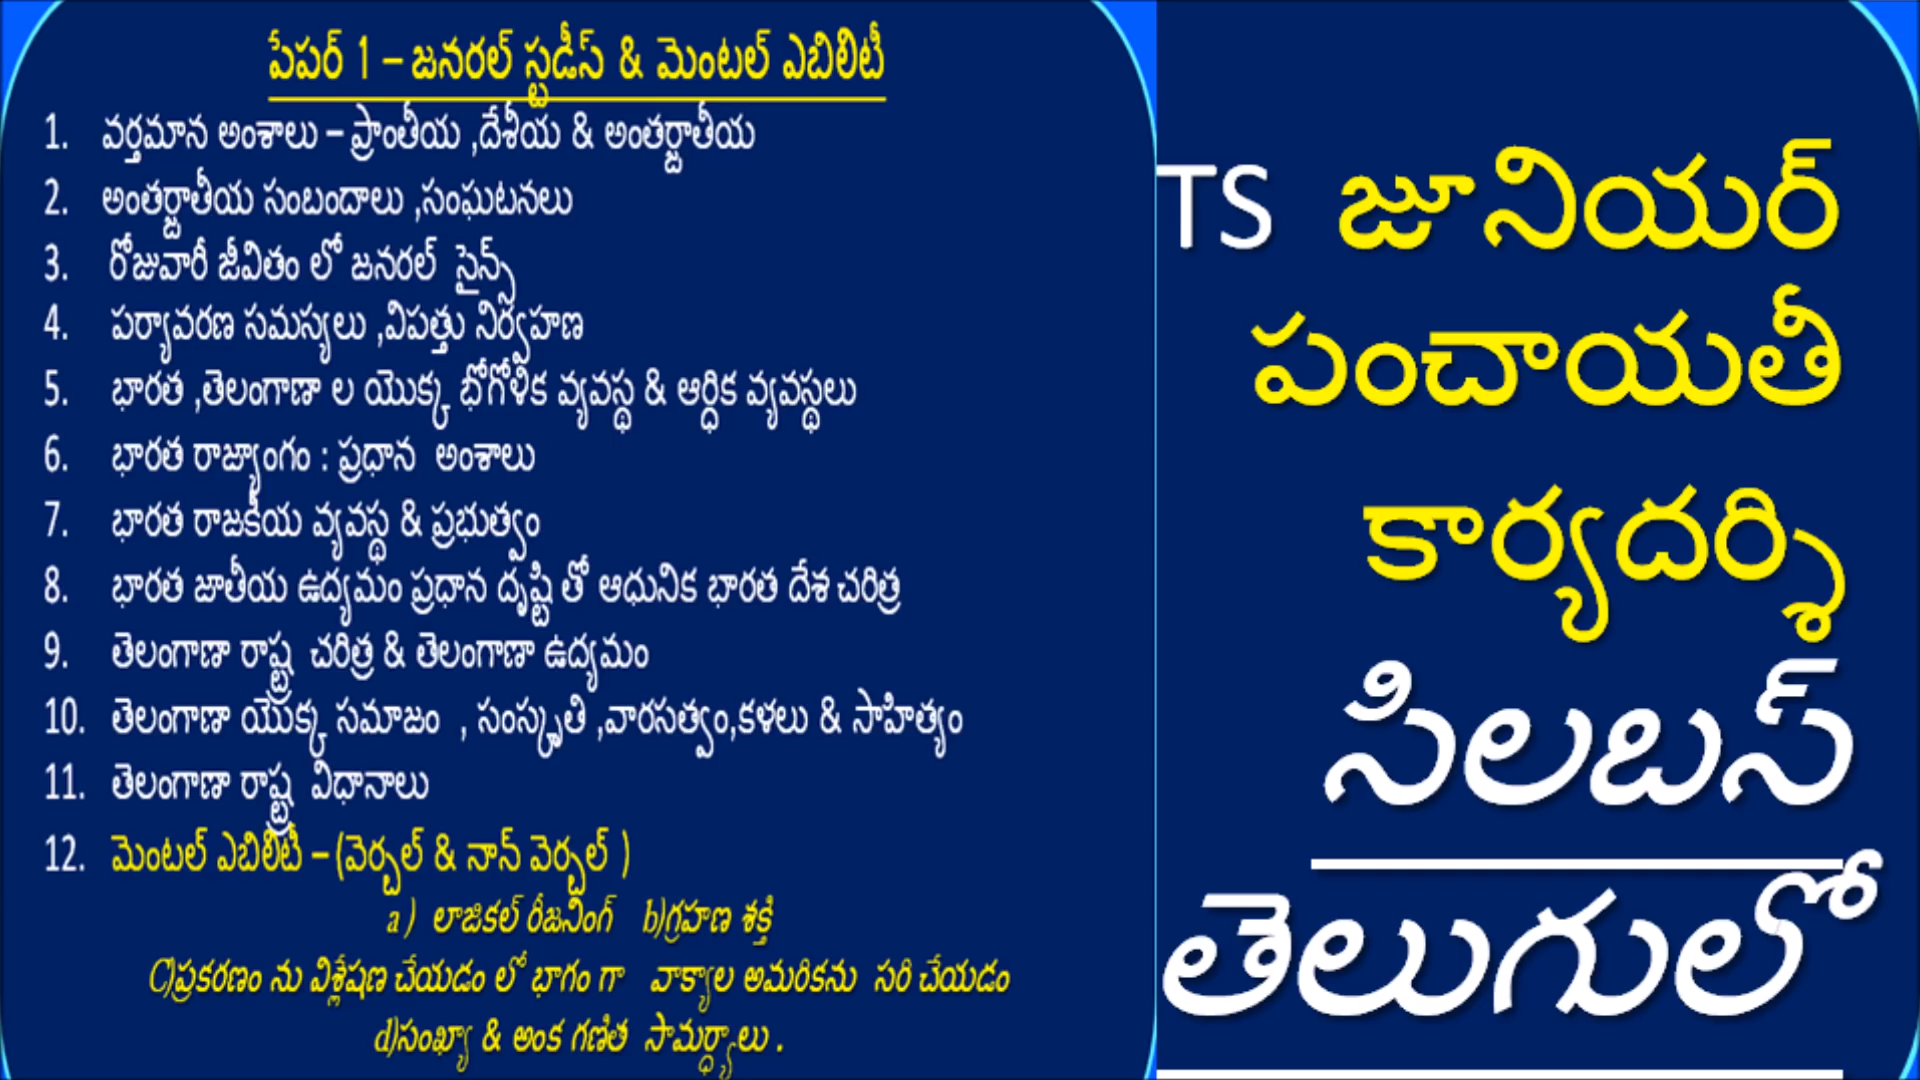 పేపర్ 1 – జనరల్ స్టడీస్ & మెంటల్ ఎబిలిటీ
1. వర్తమాన అంశాలు – ప్రాంతీయ ,దేశీయ & అంతర్జాతీయ
2. అంతర్జాతీయ సంబందాలు ,సంఘటనలు
3. రోజువారీ జీవితం లో జనరల్ సైన్స్
4. పర్యావరణ సమస్యలు ,విపత్తు నిర్వహణ
5. భారత ,తెలంగాణా ల యొక్క భోగోళిక వ్యవస్థ & ఆర్ధిక వ్యవస్థలు
6. భారత రాజ్యాంగం : ప్రధాన అంశాలు
7. భారత రాజకీయ వ్యవస్థ & ప్రభుత్వం
8. భారత జాతీయ ఉద్యమం ప్రధాన దృష్టి తో ఆధునిక భారత దేశ చరిత్ర
9. తెలంగాణా రాష్ట్ర చరిత్ర & తెలంగాణా ఉద్యమం
10. తెలంగాణా యొక్క సమాజం , సంస్కృతి ,వారసత్వం,కళలు & సాహిత్యం
11. తెలంగాణా రాష్ట్ర విధానాలు
12. మెంటల్ ఎబిలిటీ – (వెర్బల్ & నాన్ వెర్బల్ )
a ) లాజికల్ రీజనింగ్ b)గ్రహణ శక్తి
C)ప్రకరణం ను విశ్లేషణ చేయడం లో భాగం గా వాక్యాల అమరికను సరి చేయడం
d)సంఖ్యా & అంక గణిత సామర్ధ్యాలు .
TS జూనియర్
పంచాయతీ
కార్యదర్శి
సిలబస్
తెలుగులో